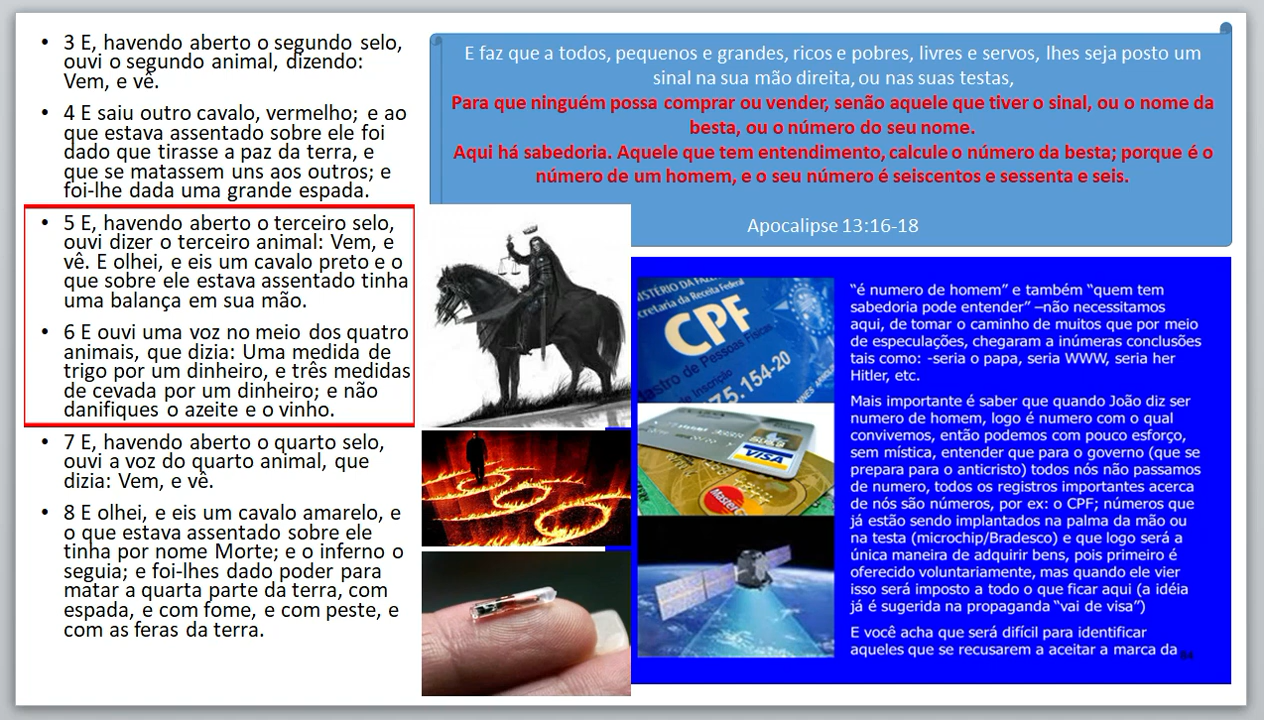 • 3 E, havendo aberto o segundo selo,
ouvi o segundo animal, dizendo:
Vem, e vê.
• 4 E saiu outro cavalo, vermelho; e ao
que estava assentado sobre ele foi
dado que tirasse a paz da terra, e
que se matassem uns aos outros; e
foi-lhe dada uma grande espada.
• 5 E, havendo aberto o terceiro selo,
ouvi dizer o terceiro animal: Vem, e
vê. E olhei, e eis um cavalo preto e o
que sobre ele estava assentado tinha
uma balança em sua mão.
• 6 E ouvi uma voz no meio dos quatro
animais, que dizia: Uma medida de
trigo por um dinheiro, e três medidas
de cevada por um dinheiro; e não
danifiques o azeite e o vinho.
• 7 E, havendo aberto o quarto selo,
ouvi a voz do quarto animal, que
dizia: Vem, e vê.
• 8 E olhei, e eis um cavalo amarelo, e
o que estava assentado sobre ele
tinha por nome Morte; e o inferno o
seguia; e foi-lhes dado poder para
matar a quarta parte da terra, com
espada, e com fome, e com peste, e
com as feras da terra.
E faz que a todos, pequenos e grandes, ricos e pobres, livres e servos, lhes seja posto um
sinal na sua mão direita, ou nas suas testas,
Para que ninguém possa comprar ou vender, senão aquele que tiver o sinal, ou o nome da
besta, ou o número do seu nome.
Aqui há sabedoria. Aquele que tem entendimento, calcule o número da besta; porque é o
número de um homem, e o seu número é seiscentos e sessenta e seis.
Apocalipse 13:16-18
ISTÉRIO DA FAZE
cretaria da Receita Federal
CPF
dastro de Pessoas Físicas
de Inscrição
75.154-20
VISA
Master
“é numero de homem” e também “quem tem
sabedoria pode entender” –não necessitamos
aqui, de tomar o caminho de muitos que por meio
de especulações, chegaram a inúmeras conclusões
tais como: -seria o papa, seria WWW, seria her
Hitler, etc.
Mais importante é saber que quando João diz ser
numero de homem, logo é numero com o qual
convivemos, então podemos com pouco esforço,
sem mística, entender que para o governo (que se
prepara para o anticristo) todos nós não passamos
de numero, todos os registros importantes acerca
de nós são números, por ex: o CPF; números que
já estão sendo implantados na palma da mão ou
na testa (microchip/Bradesco) e que logo será a
única maneira de adquirir bens, pois primeiro é
oferecido voluntariamente, mas quando ele vier
isso será imposto a todo o que ficar aqui (a idéia
já é sugerida na propaganda “vai de visa”)
E você acha que será difícil para identificar
aqueles que se recusarem a aceitar a marca da